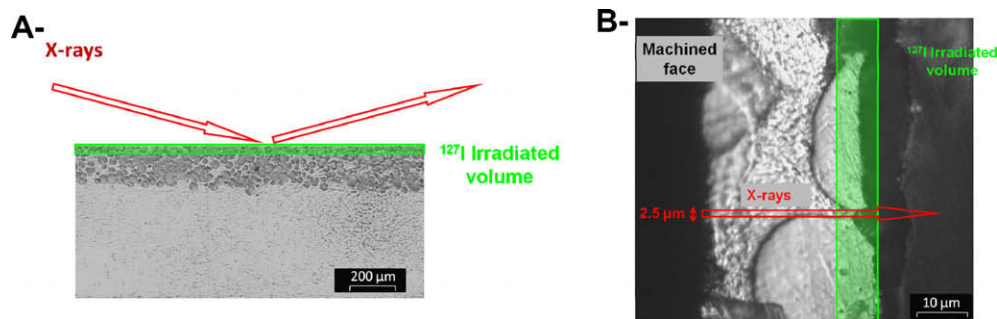 A-
X-rays
¹²⁷I Irradiated
volume
200 µm
B-
Machined
face
¹²⁷I Irradiated
volume
X-rays
2.5 µm
10 µm